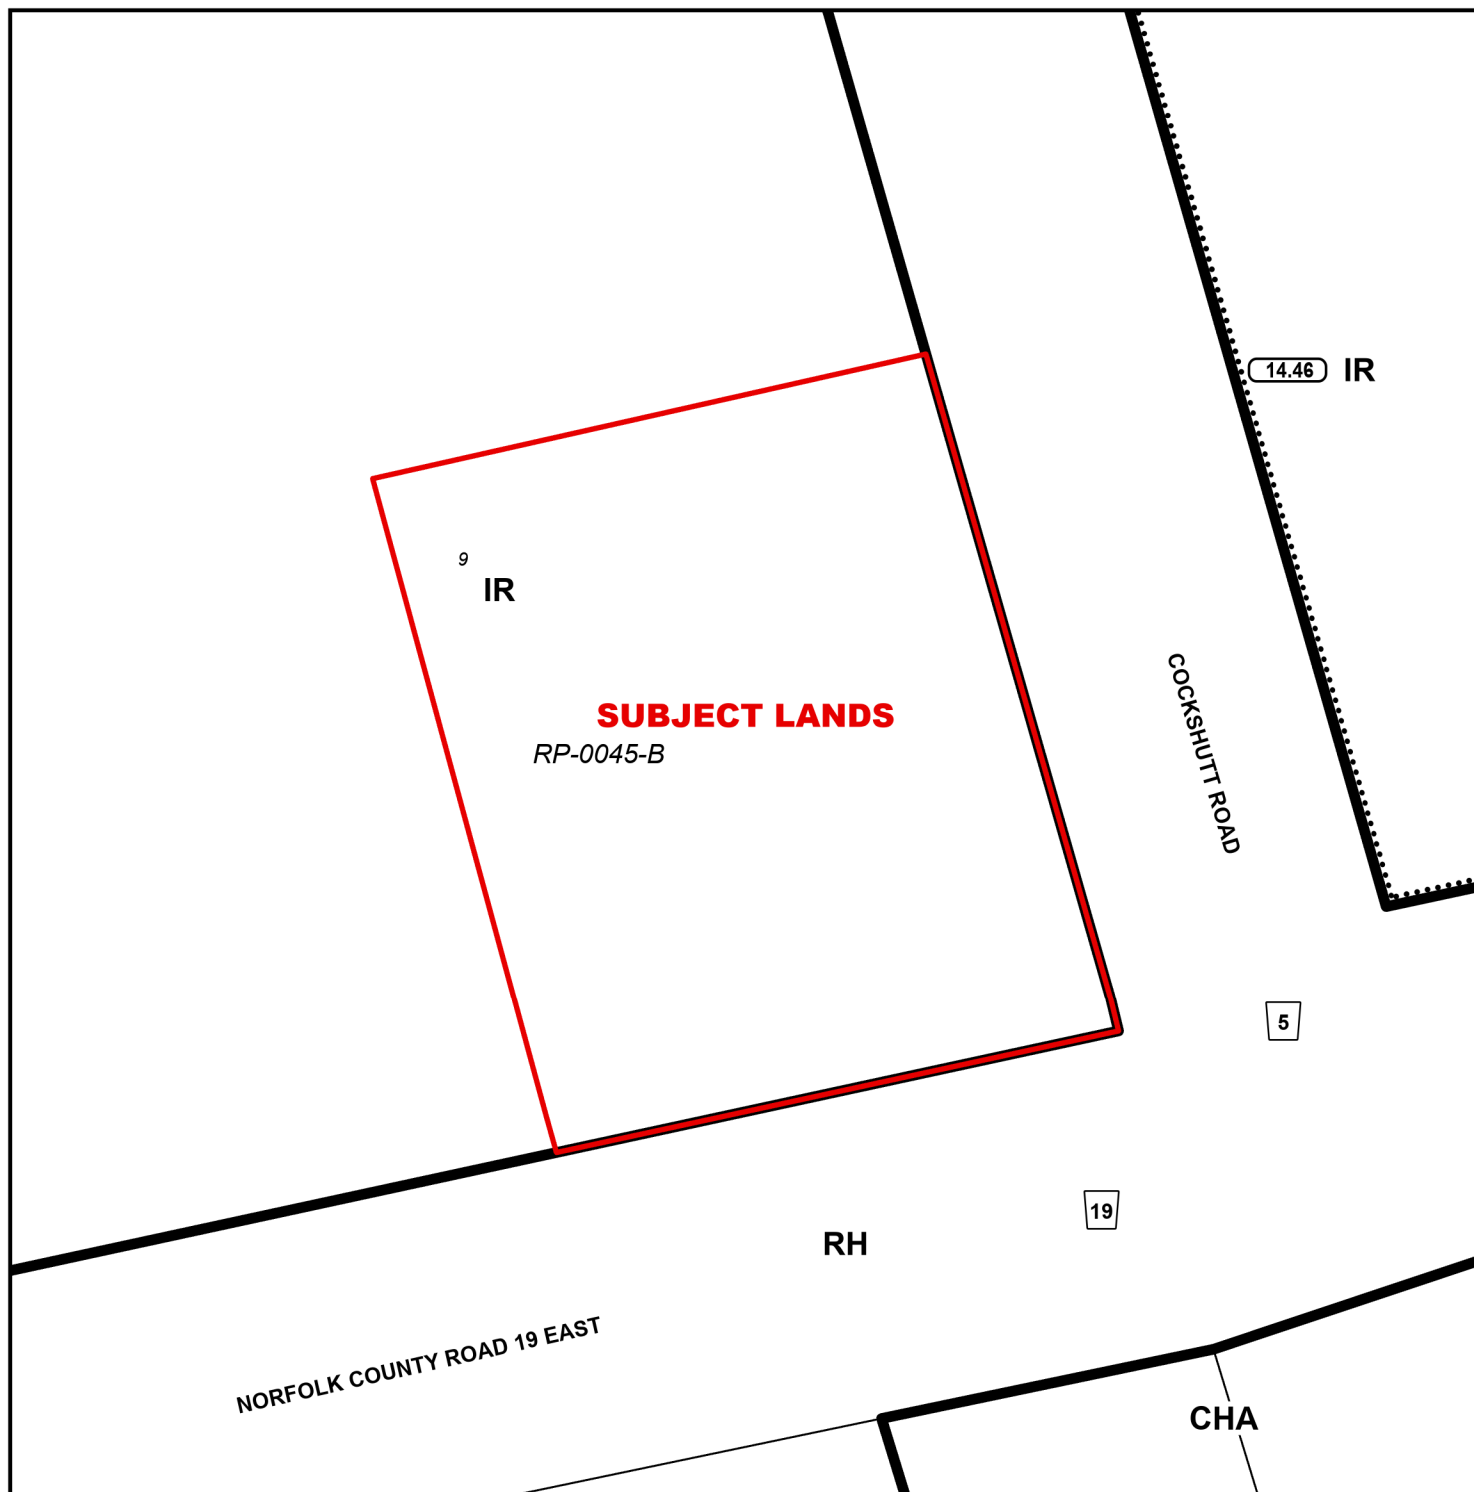 14.46 IR
9
IR
SUBJECT LANDS
RP-0045-B
COCKSHUTT ROAD
5
19
RH
NORFOLK COUNTY ROAD 19 EAST
CHA